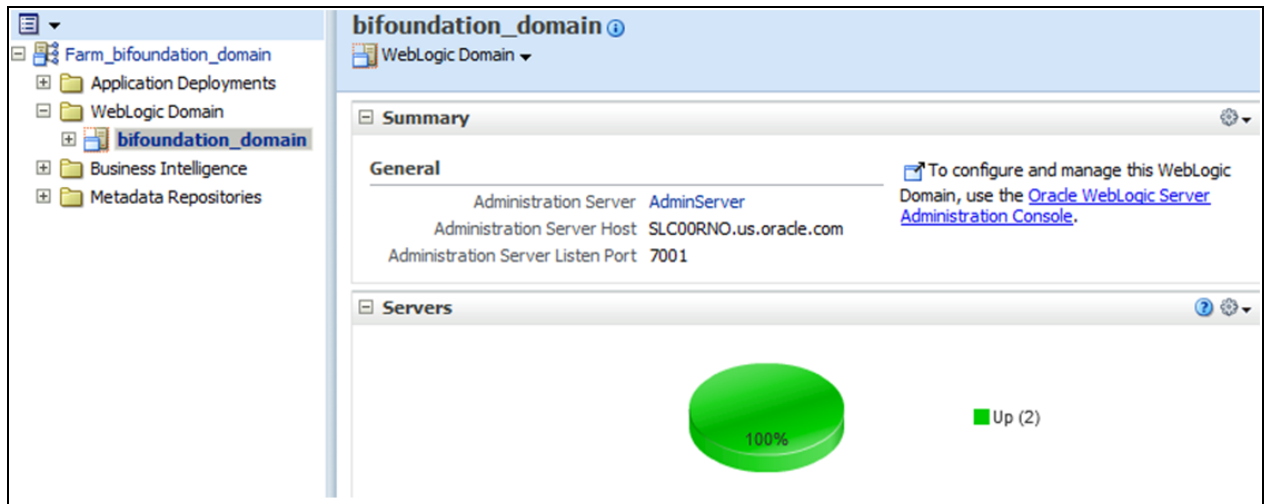 Farm_bifoundation_domain
Application Deployments
WebLogic Domain
bifoundation_domain
Business Intelligence
Metadata Repositories
bifoundation_domain
WebLogic Domain
Summary
General
Administration Server AdminServer
Administration Server Host SLC00RNO.us.oracle.com
Administration Server Listen Port 7001
To configure and manage this WebLogic
Domain, use the Oracle WebLogic Server
Administration Console.
Servers
100%
Up (2)